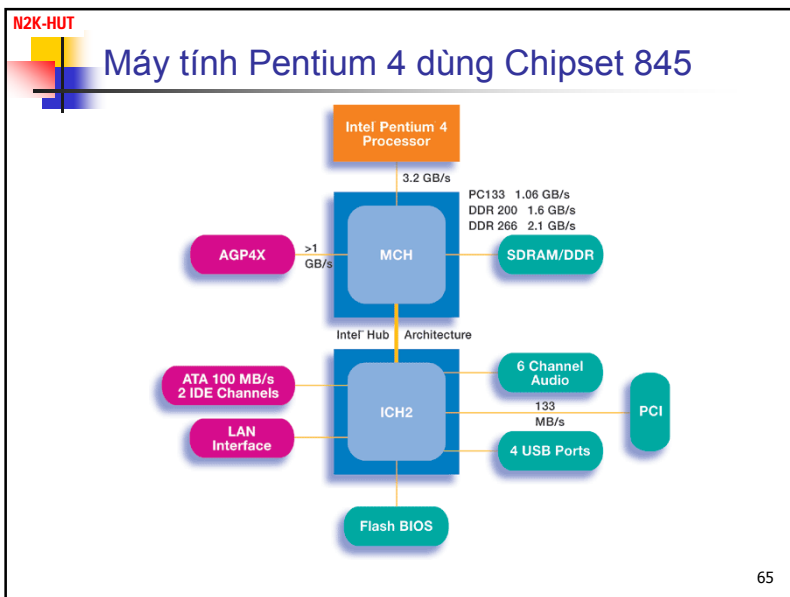 N2K-HUT
Máy tính Pentium 4 dùng Chipset 845
Intel Pentium 4
Processor
3.2 GB/s
PC133 1.06 GB/s
DDR 200 1.6 GB/s
DDR 266 2.1 GB/s
AGP4X
>1
GB/s
MCH
SDRAM/DDR
Intel® Hub Architecture
ATA 100 MB/s
2 IDE Channels
6 Channel
Audio
ICH2
133
MB/s
PCI
LAN
Interface
4 USB Ports
Flash BIOS
65